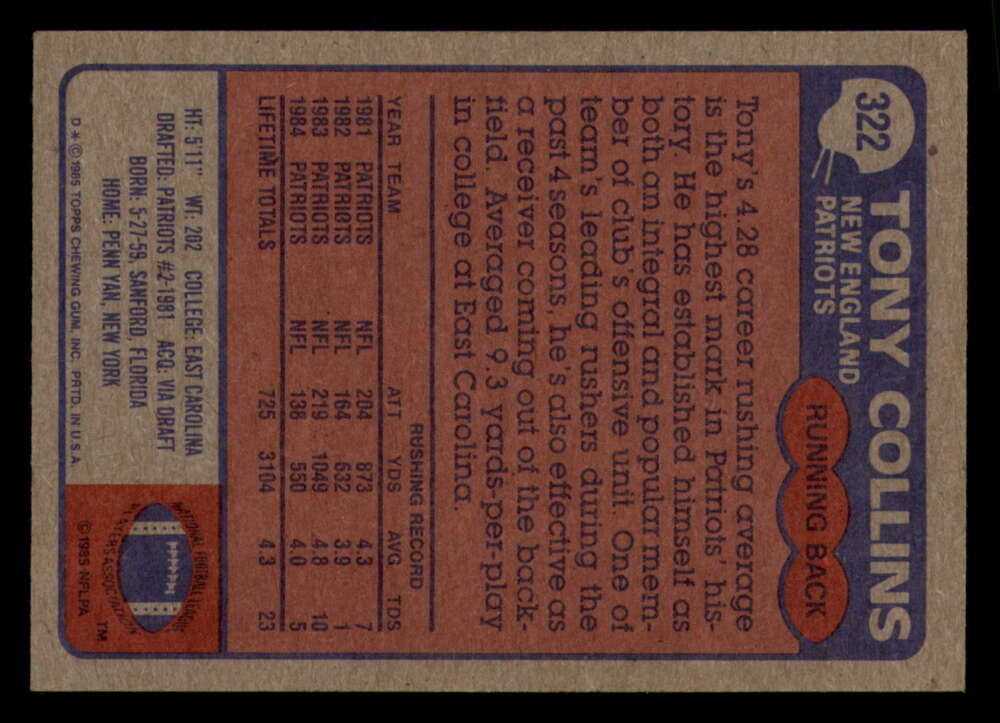 322
TONY COLLINS
NEW ENGLAND
PATRIOTS
RUNNING BACK
Tony's 4.28 career rushing average
is the highest mark in Patriots' his-
tory. He has established himself as
both an integral and popular mem-
ber of club's offensive unit. One of
team's leading rushers during the
past 4 seasons, he's also effective as
a receiver coming out of the back-
field. Averaged 9.3 yards-per-play
in college at East Carolina.
RUSHING RECORD
YEAR TEAM ATT YDS AVG TDS
1981 PATRIOTS NFL 204 873 4.3 7
1982 PATRIOTS NFL 164 632 3.9 1
1983 PATRIOTS NFL 219 1049 4.8 10
1984 PATRIOTS NFL 138 550 4.0 5
LIFETIME TOTALS 725 3104 4.3 23
HT: 5'11" WT: 202 COLLEGE: EAST CAROLINA
DRAFTED: PATRIOTS #2-1981 ACQ: VIA DRAFT
BORN: 5-27-59, SANFORD, FLORIDA
HOME: PENN YAN, NEW YORK
D*©1985 TOPPS CHEWING GUM, INC. PRTD. IN U.S.A.
NATIONAL FOOTBALL LEAGUE
PLAYERS ASSOCIATION
TM
©1985 NFLPA